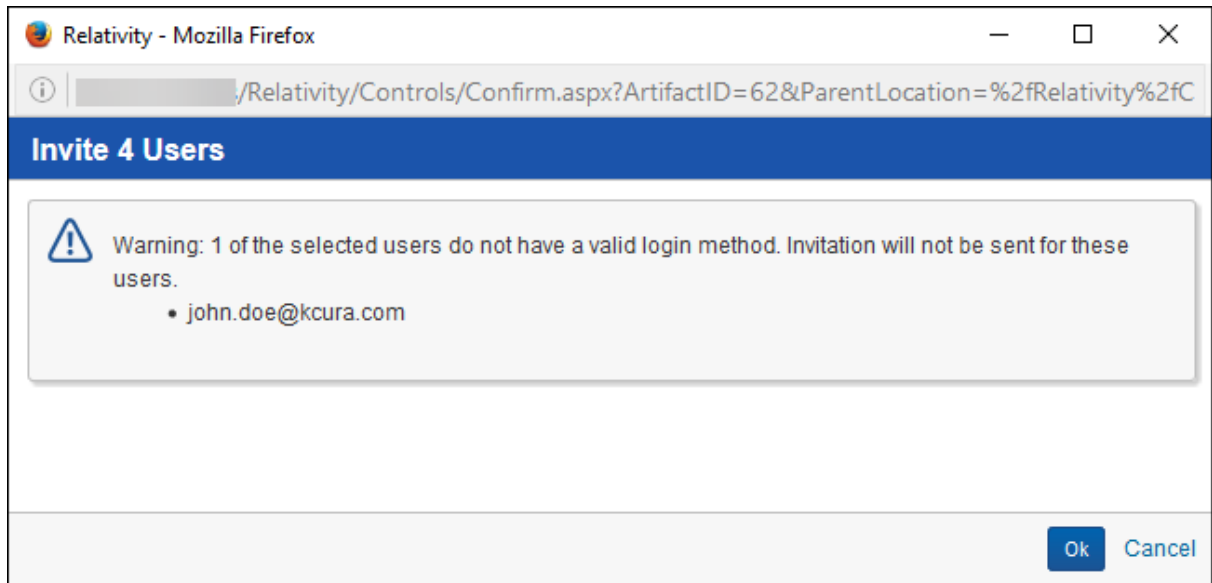 Relativity - Mozilla Firefox
/Relativity/Controls/Confirm.aspx?ArtifactID=62&ParentLocation=%2fRelativity%2fC
Invite 4 Users
Warning: 1 of the selected users do not have a valid login method. Invitation will not be sent for these
users.
• john.doe@kcura.com
Ok Cancel